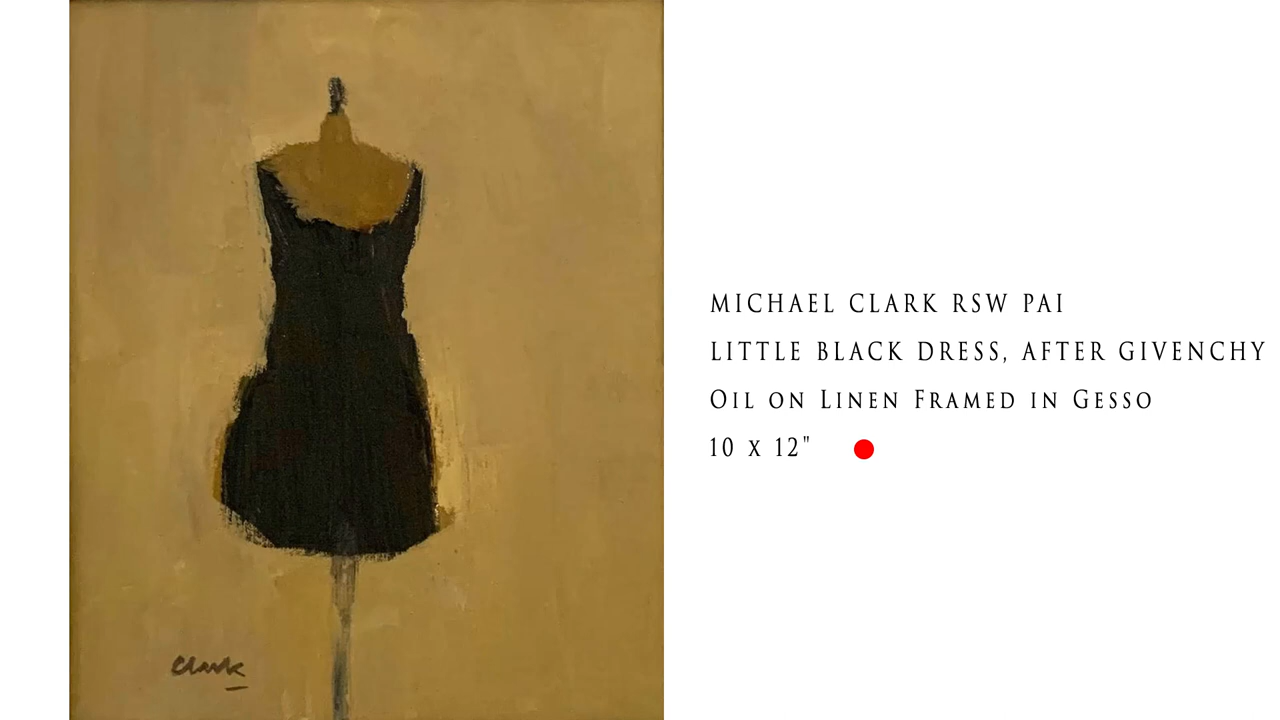 Clark
MICHAEL CLARK RSW PAI
LITTLE BLACK DRESS, AFTER GIVENCHY
Oil on Linen Framed in Gesso
10 x 12"